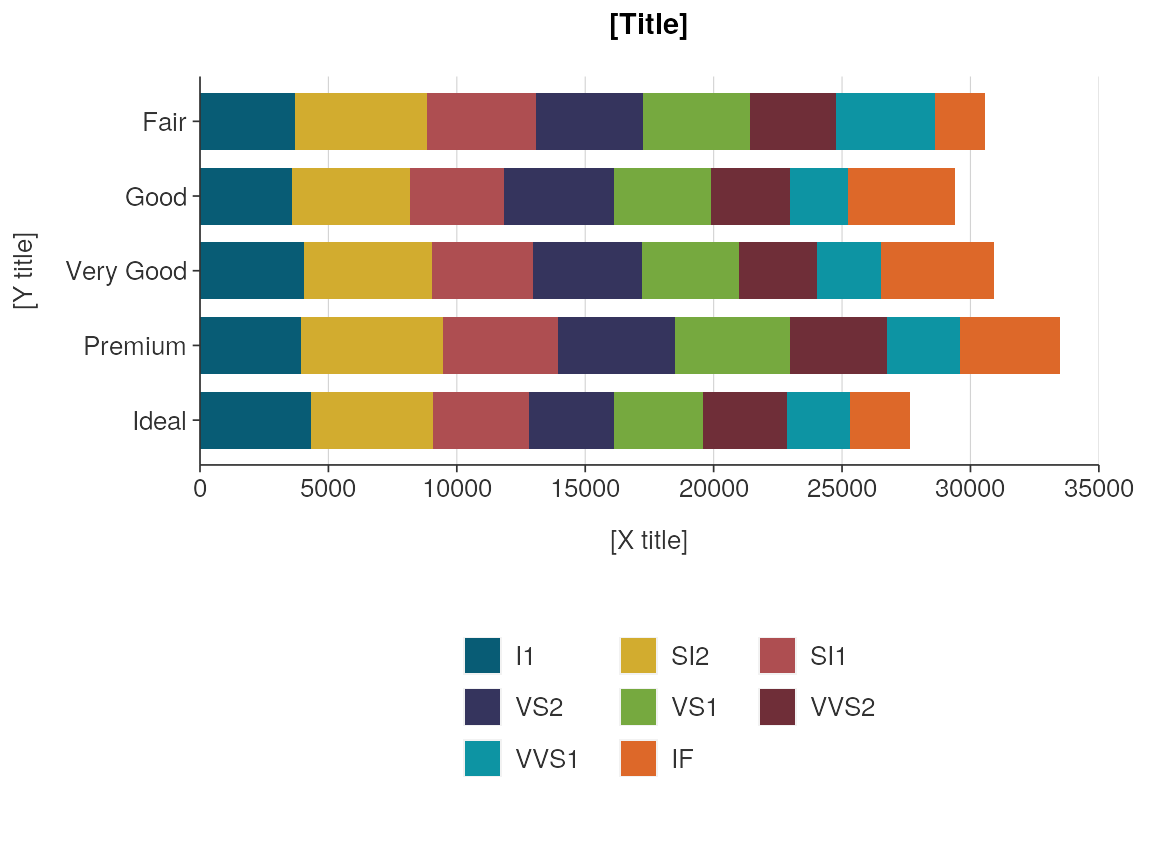 [Title]
Fair
Good
Very Good
Premium
Ideal
[Y title]
0 5000 10000 15000 20000 25000 30000 35000
[X title]
I1 SI2 SI1
VS2 VS1 VVS2
VVS1 IF